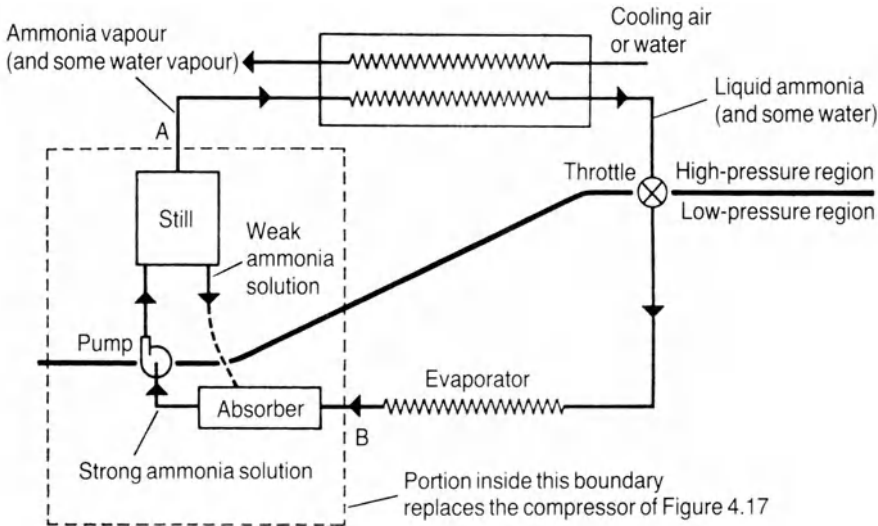 Ammonia vapour
(and some water vapour)
Cooling air
or water
A
Liquid ammonia
(and some water)
Throttle
High-pressure region
Low-pressure region
Still
Weak
ammonia
solution
Pump
Evaporator
Absorber
B
Strong ammonia solution
Portion inside this boundary
replaces the compressor of Figure 4.17